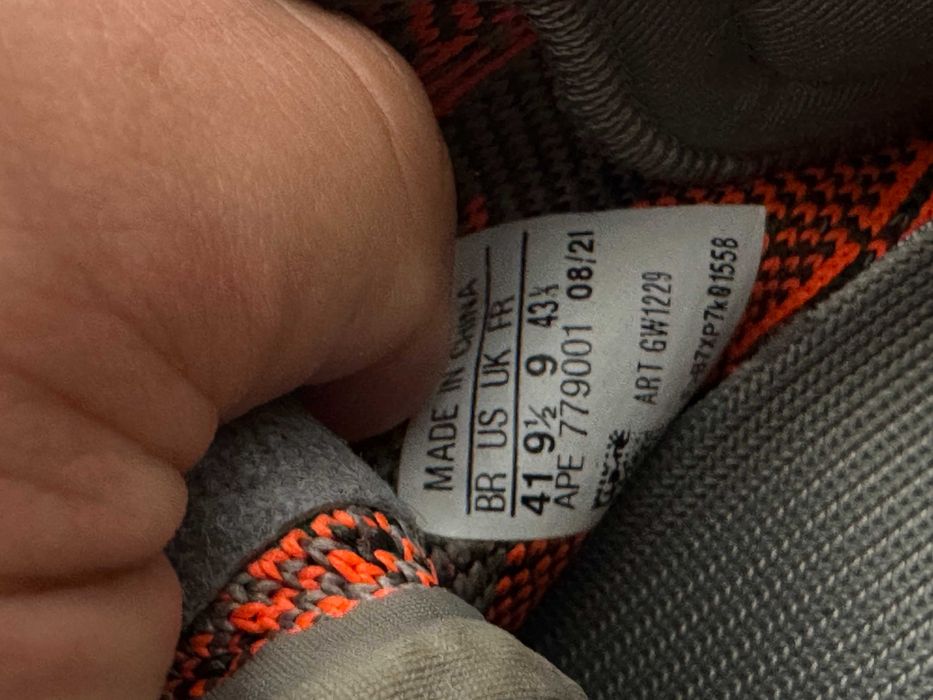 MADE IN CHINA
BR US UK FR
41 9½ 9 43⅓
APE 779001 08/21
ART GW1229